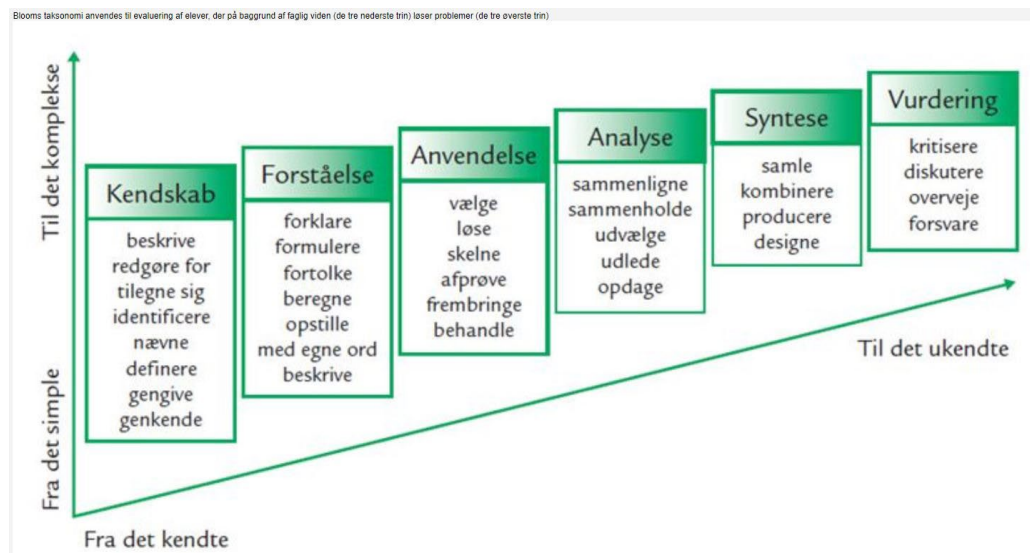 Blooms taksonomi anvendes til evaluering af elever, der på baggrund af faglig viden (de tre nederste trin) løser problemer (de tre øverste trin)
Til det komplekse
Fra det simple
Kendskab
beskrive
redgøre for
tilegne sig
identificere
nævne
definere
gengive
genkende
Forståelse
forklare
formulere
fortolke
beregne
opstille
med egne ord
beskrive
Anvendelse
vælge
løse
skelne
afprøve
frembringe
behandle
Analyse
sammenligne
sammenholde
udvælge
udlede
opdage
Syntese
samle
kombinere
producere
designe
Vurdering
kritisere
diskutere
overveje
forsvare
Til det ukendte
Fra det kendte